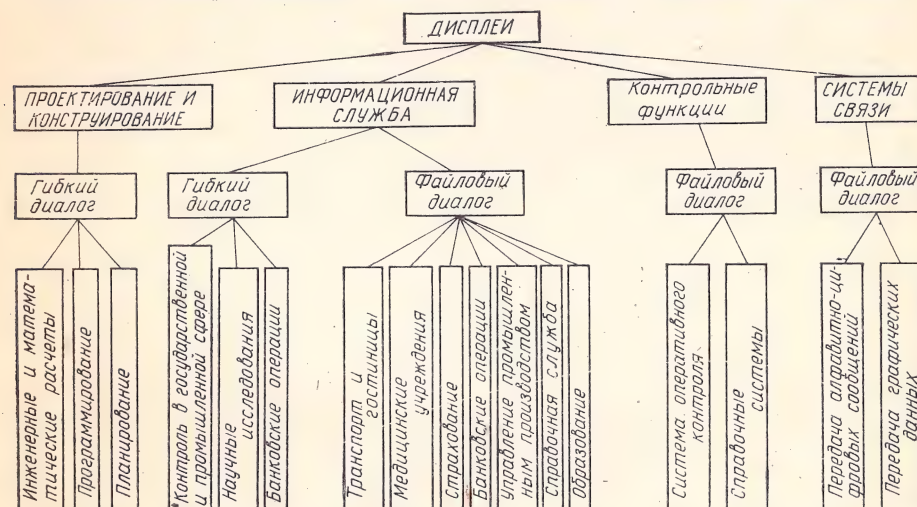 ДИСПЛЕИ
ПРОЕКТИРОВАНИЕ И
КОНСТРУИРОВАНИЕ
ИНФОРМАЦИОННАЯ
СЛУЖБА
Контрольные
функции
СИСТЕМЫ
СВЯЗИ
Гибкий
диалог
Гибкий
диалог
Файловый
диалог
Файловый
диалог
Файловый
диалог
Инженерные и матема-
тические расчеты
Программирование
Планирование
Контроль в государственной
и промышленной сфере
Научные
исследования
Банковские операции
Транспорт и
гостиницы
Медицинские
учреждения
Страхование
Банковские операции
Управление промышлен-
ным производством
Справочная служба
Образование
Система оперативного
контроля
Справочные
системы
Передача алфавитно-ци-
фровых сообщений
Передача графических
данных